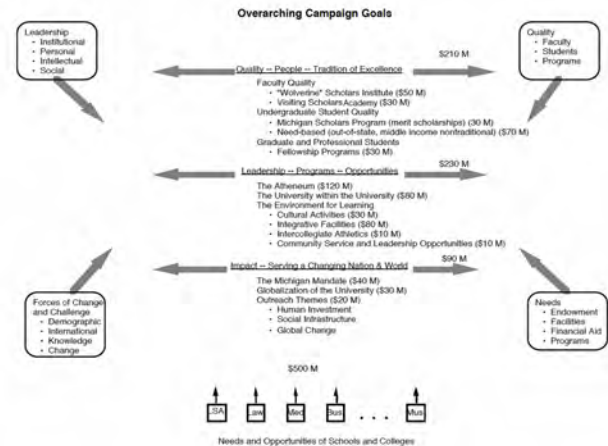 Overarching Campaign Goals
Leadership
• Institutional
• Personal
• Intellectual
• Social
Quality
• Faculty
• Students
• Programs
$210 M
Quality -- People -- Tradition of Excellence
Faculty Quality
• "Wolverine" Scholars Institute ($50 M)
• Visiting Scholars Academy ($30 M)
Undergraduate Student Quality
• Michigan Scholars Program (merit scholarships) (30 M)
• Need-based (out-of-state, middle income nontraditional) ($70 M)
Graduate and Professional Students
• Fellowship Programs ($30 M)
$230 M
Leadership -- Programs -- Opportunities
The Atheneum ($120 M)
The University within the University
The Environment for Learning
• Cultural Activities ($30 M)
• Integrative Facilities ($80 M)
• Intercollegiate Athletics ($10 M)
• Community Service and Leadership Opportunities ($10 M)
$90 M
Impact -- Serving a Changing Nation & World
The Michigan Mandate ($40 M)
Globalization of the University ($30 M)
Outreach Themes ($20 M)
• Human Investment
• Social Infrastructure
• Global Change
Forces of Change
and Challenge
• Demographic
• International
• Knowledge
• Change
Needs
• Endowment
• Facilities
• Financial Aid
• Programs
$500 M
LSA Law Med Bus . . . Mus
Needs and Opportunities of Schools and Colleges